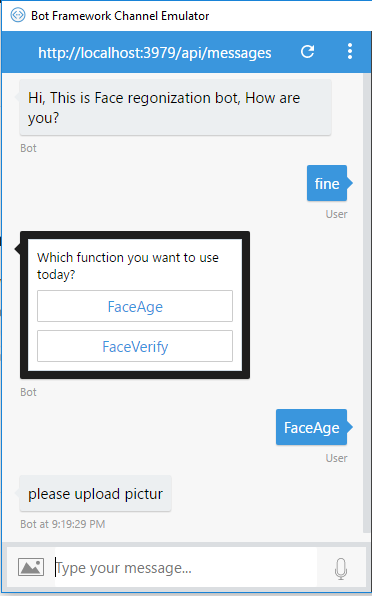 Bot Framework Channel Emulator
http://localhost:3979/api/messages
Hi, This is Face regonization bot, How are
you?
Bot
fine
User
Which function you want to use
today?
FaceAge
FaceVerify
Bot
FaceAge
User
please upload pictur
Bot at 9:19:29 PM
Type your message...